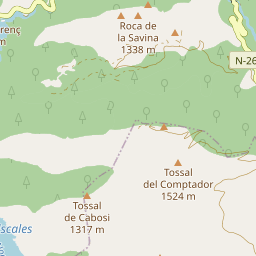 renç
m
Roca de
la Savina
1338 m
N-26
Tossal
del Comptador
1524 m
Tossal
de Cabosi
1317 m
scales